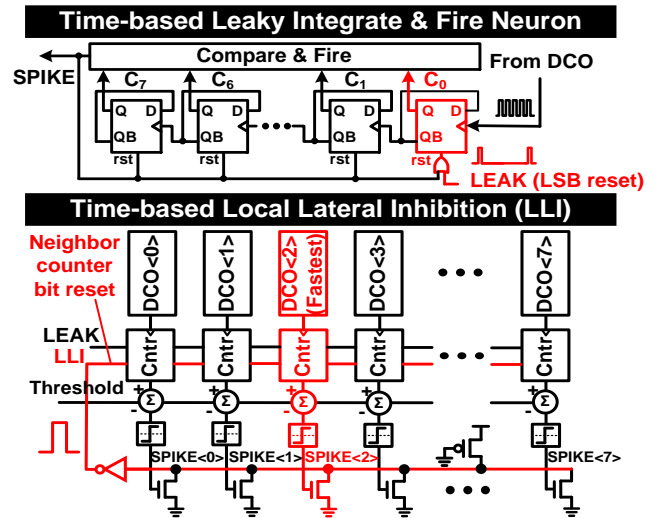 Time-based Leaky Integrate & Fire Neuron
Compare & Fire
SPIKE
From DCO
C7 C6 C1 C0
Q D Q D Q D Q D
QB QB QB QB
rst rst rst rst
LEAK (LSB reset)
Time-based Local Lateral Inhibition (LLI)
Neighbor
counter
bit reset
DCO<0>
DCO<1>
DCO<2>
(Fastest)
DCO<3>
DCO<7>
LEAK
LLI
Cntr Cntr Cntr Cntr Cntr
Threshold
+ + + + +
Σ Σ Σ Σ Σ
- - - - -
SPIKE<0> SPIKE<1> SPIKE<2> SPIKE<7>